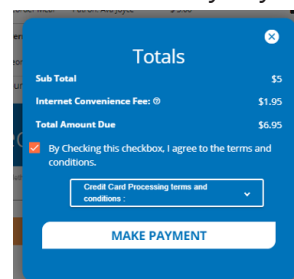 Totals
Sub Total $5
Internet Convenience Fee: $1.95
Total Amount Due $6.95
By Checking this checkbox, I agree to the terms and
conditions.
Credit Card Processing terms and
conditions :
MAKE PAYMENT